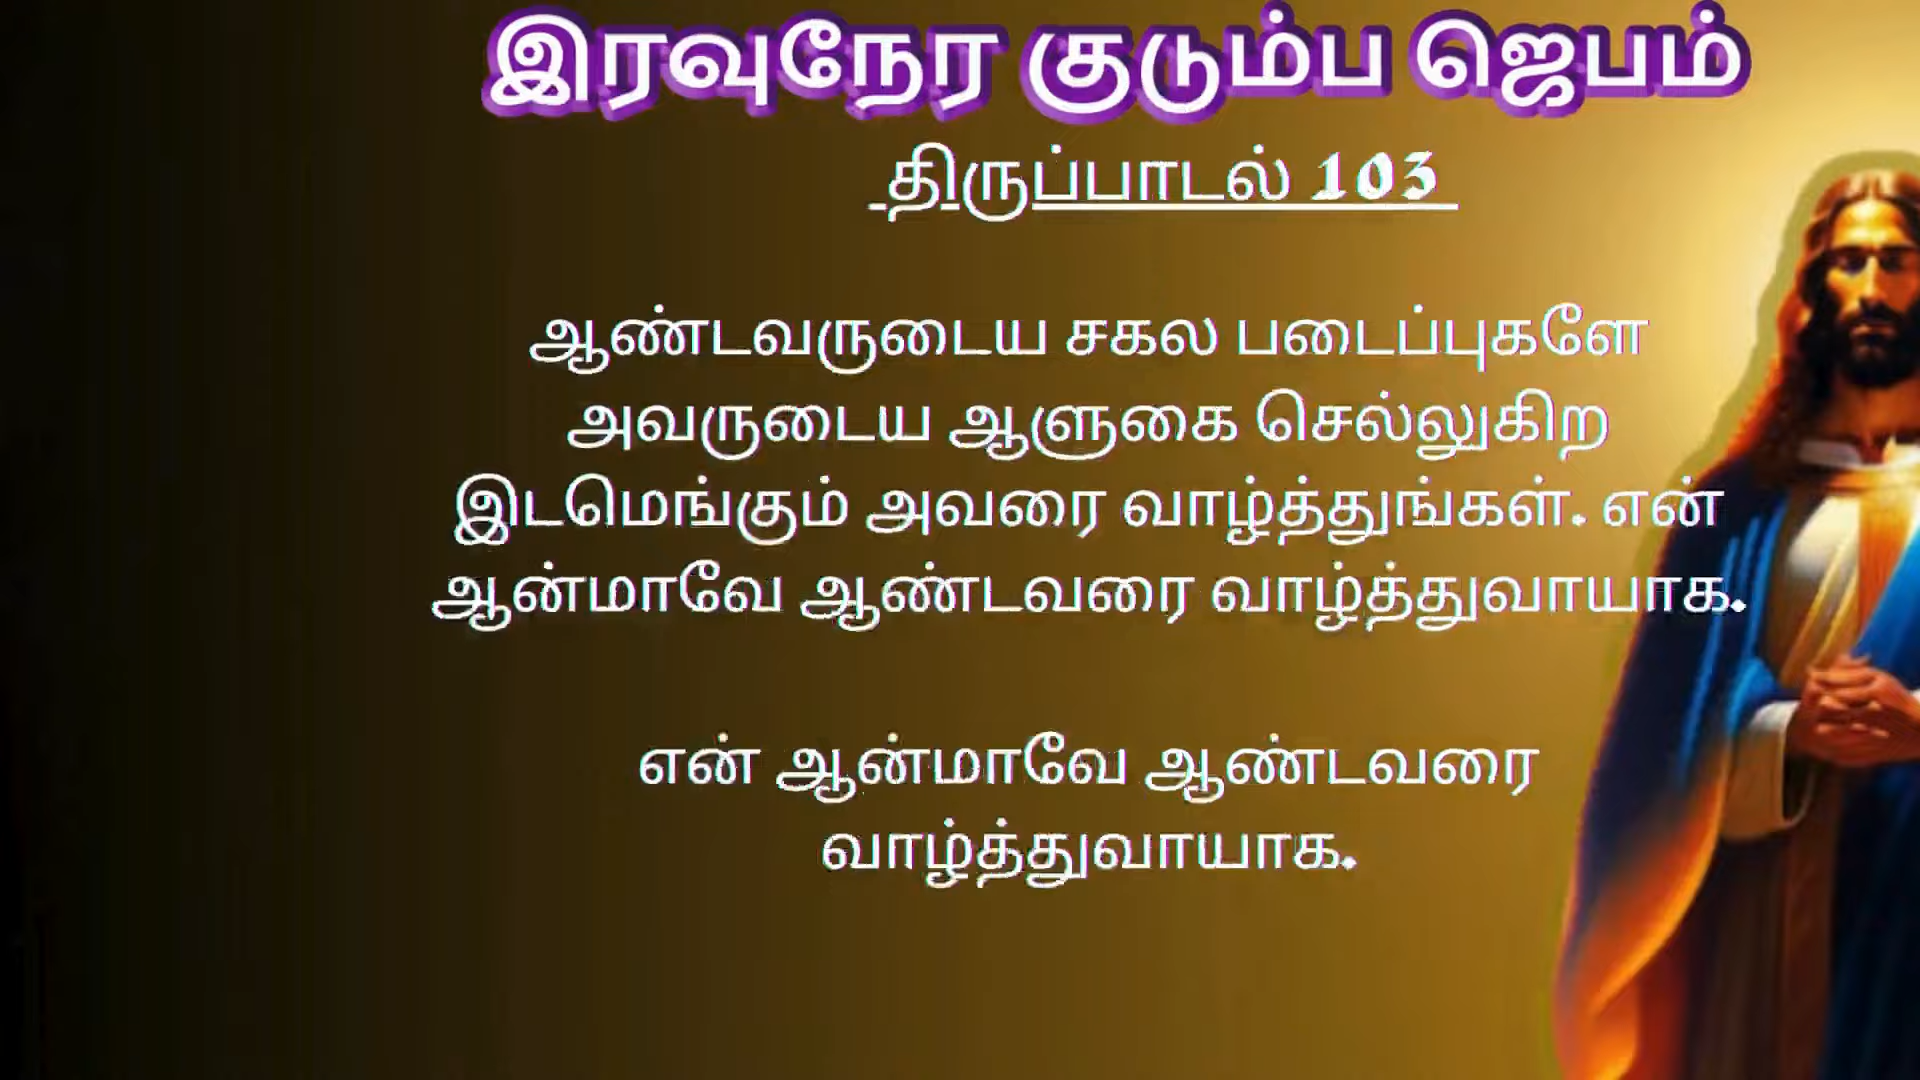 இரவுநேர குடும்ப ஜெபம்
திருப்பாடல் 103
ஆண்டவருடைய சகல படைப்புகளே
அவருடைய ஆளுகை செல்லுகிற
இடமெங்கும் அவரை வாழ்த்துங்கள். என்
ஆன்மாவே ஆண்டவரை வாழ்த்துவாயாக.
என் ஆன்மாவே ஆண்டவரை
வாழ்த்துவாயாக.